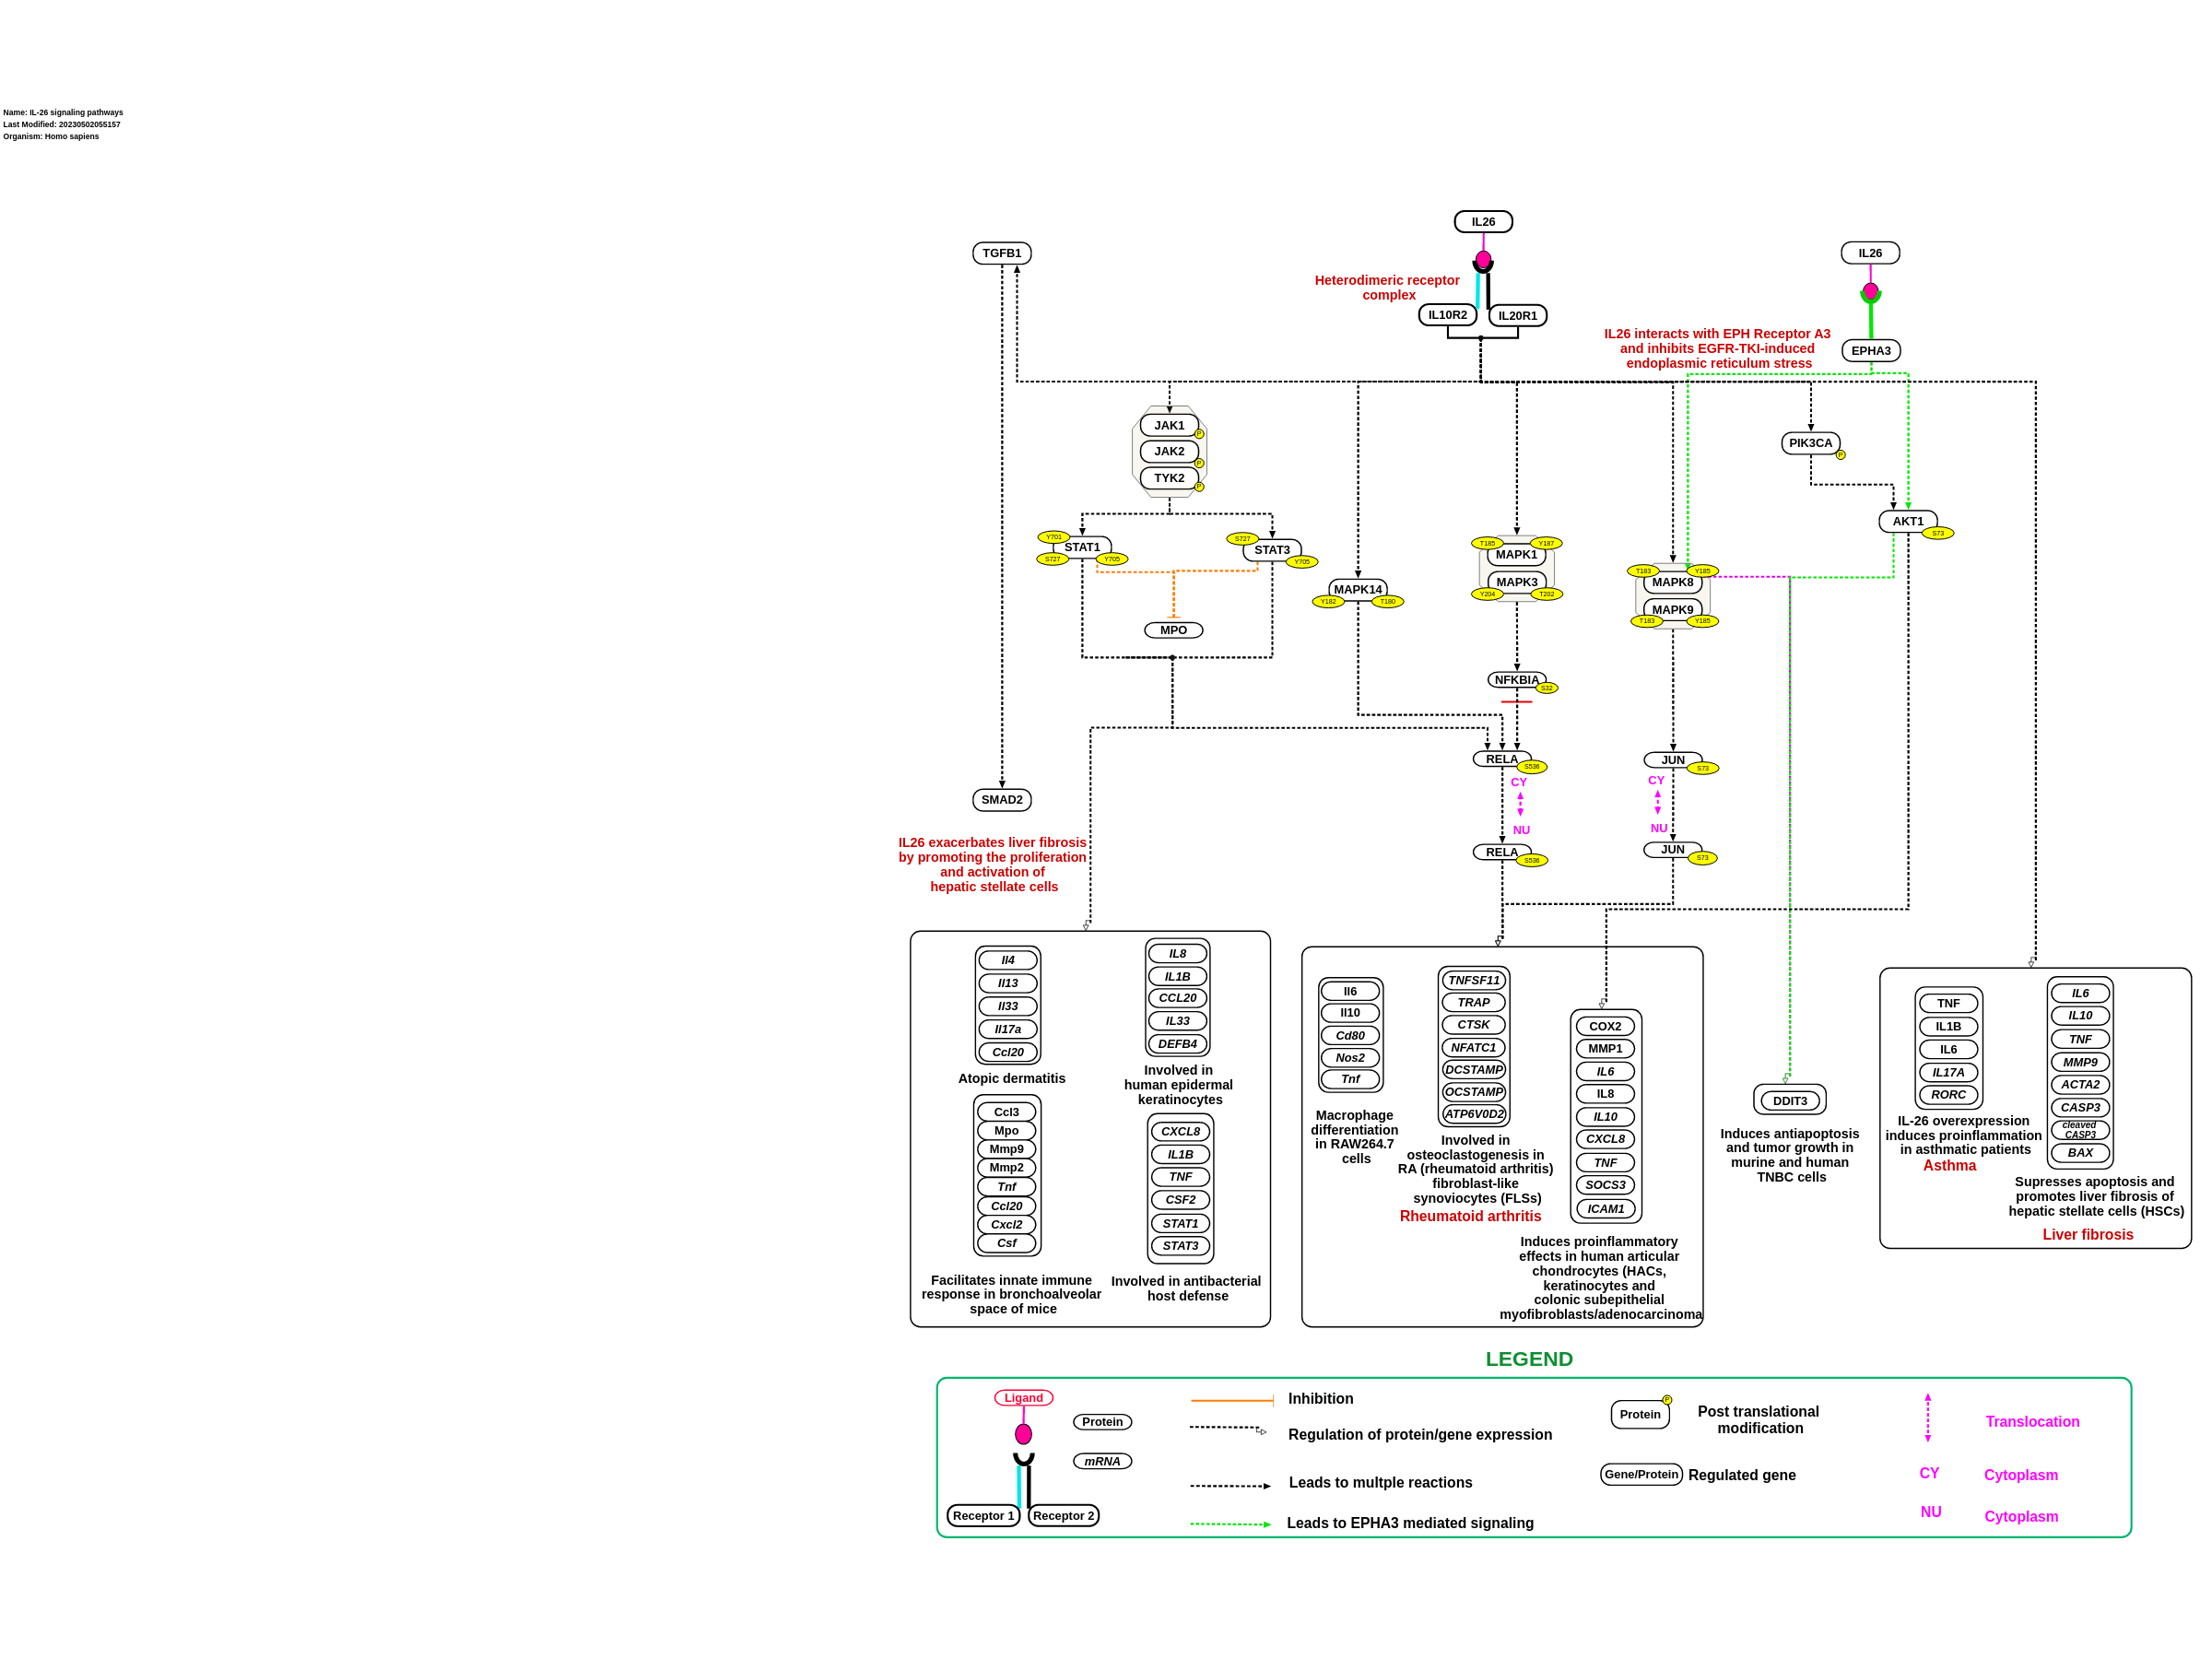 Name: IL-26 signaling pathways
Last Modified: 20230502055157
Organism: Homo sapiens
IL26
TGFB1
IL26
Heterodimeric receptor
complex
IL10R2
IL20R1
IL26 interacts with EPH Receptor A3
and inhibits EGFR-TKI-induced
endoplasmic reticulum stress
EPHA3
JAK1
P
JAK2
P
TYK2
P
PIK3CA
P
AKT1
S73
Y701
STAT1
S727
Y705
S727
STAT3
Y705
MAPK14
Y182
T180
T185
Y187
MAPK1
MAPK3
Y204
T202
T183
Y185
MAPK8
MAPK9
T183
Y185
MPO
NFKBIA
S32
RELA
S536
JUN
S73
CY
CY
NU
NU
RELA
S536
JUN
S73
SMAD2
IL26 exacerbates liver fibrosis
by promoting the proliferation
and activation of
hepatic stellate cells
Il4
Il13
Il33
Il17a
Ccl20
Atopic dermatitis
IL8
IL1B
CCL20
IL33
DEFB4
Involved in
human epidermal
keratinocytes
Ccl3
Mpo
Mmp9
Mmp2
Tnf
Ccl20
Cxcl2
Csf
Facilitates innate immune
response in bronchoalveolar
space of mice
CXCL8
IL1B
TNF
CSF2
STAT1
STAT3
Involved in antibacterial
host defense
Il6
Il10
Cd80
Nos2
Tnf
Macrophage
differentiation
in RAW264.7
cells
TNFSF11
TRAP
CTSK
NFATC1
DCSTAMP
OCSTAMP
ATP6V0D2
Involved in
osteoclastogenesis in
RA (rheumatoid arthritis)
fibroblast-like
synoviocytes (FLSs)
Rheumatoid arthritis
COX2
MMP1
IL6
IL8
IL10
CXCL8
TNF
SOCS3
ICAM1
Induces proinflammatory
effects in human articular
chondrocytes (HACs,
keratinocytes and
colonic subepithelial
myofibroblasts/adenocarcinoma
DDIT3
Induces antiapoptosis
and tumor growth in
murine and human
TNBC cells
TNF
IL1B
IL6
IL17A
RORC
IL-26 overexpression
induces proinflammation
in asthmatic patients
Asthma
IL6
IL10
TNF
MMP9
ACTA2
CASP3
cleaved
CASP3
BAX
Supresses apoptosis and
promotes liver fibrosis of
hepatic stellate cells (HSCs)
Liver fibrosis
LEGEND
Ligand
Receptor 1
Receptor 2
Protein
mRNA
Inhibition
Regulation of protein/gene expression
Leads to multple reactions
Leads to EPHA3 mediated signaling
Protein
P
Post translational
modification
Gene/Protein
Regulated gene
Translocation
CY
Cytoplasm
NU
Cytoplasm